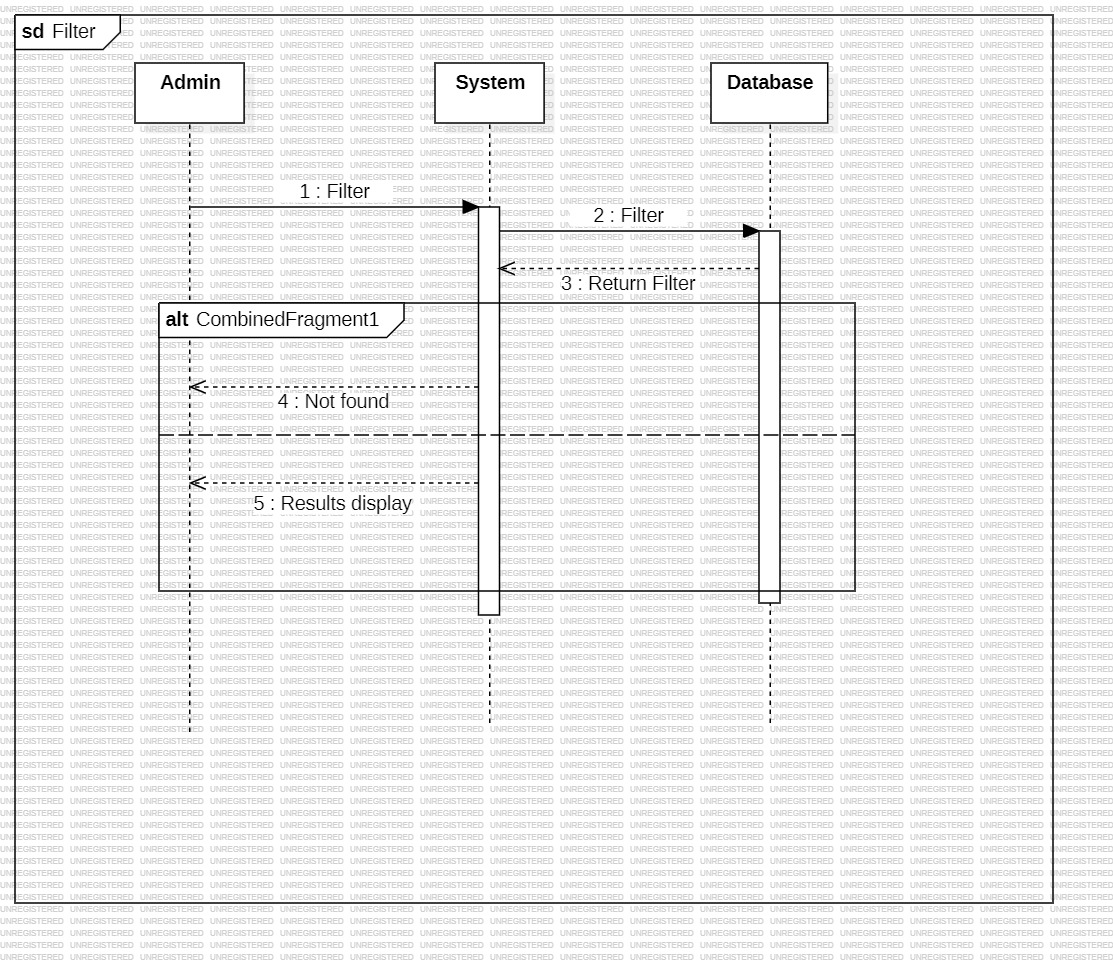 sd Filter
Admin
System
Database
1 : Filter
2 : Filter
3 : Return Filter
alt CombinedFragment1
4 : Not found
5 : Results display
UNREGISTERED